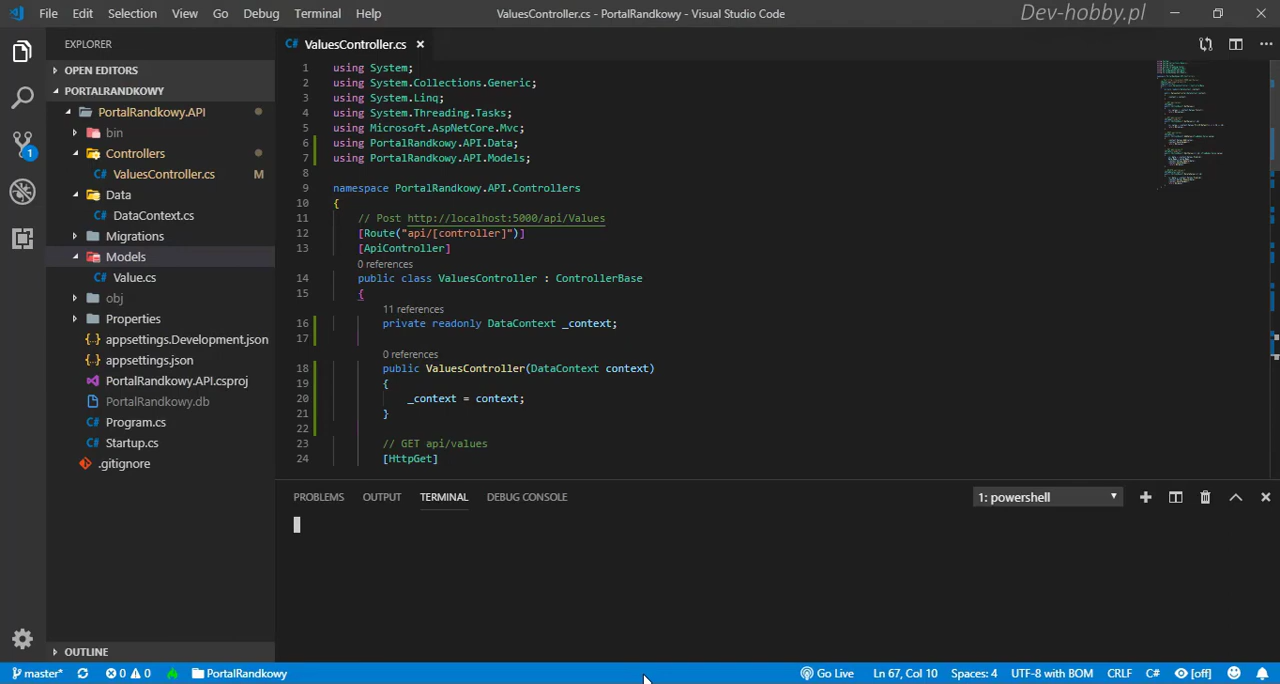 File Edit Selection View Go Debug Terminal Help
ValuesController.cs - PortalRandkowy - Visual Studio Code
Dev-hobby.pl
EXPLORER
OPEN EDITORS
PORTALRANDKOWY
PortalRandkowy.API
bin
Controllers
C# ValuesController.cs M
Data
C# DataContext.cs
Migrations
Models
C# Value.cs
obj
Properties
{..} appsettings.Development.json
{..} appsettings.json
PortalRandkowy.API.csproj
PortalRandkowy.db
C# Program.cs
C# Startup.cs
.gitignore
OUTLINE
1
C# ValuesController.cs
1 using System;
2 using System.Collections.Generic;
3 using System.Linq;
4 using System.Threading.Tasks;
5 using Microsoft.AspNetCore.Mvc;
6 using PortalRandkowy.API.Data;
7 using PortalRandkowy.API.Models;
8
9 namespace PortalRandkowy.API.Controllers
10 {
11 // Post http://localhost:5000/api/Values
12 [Route("api/[controller]")]
13 [ApiController]
0 references
14 public class ValuesController : ControllerBase
15 {
11 references
16 private readonly DataContext _context;
17
0 references
18 public ValuesController(DataContext context)
19 {
20 _context = context;
21 }
22
23 // GET api/values
24 [HttpGet]
PROBLEMS OUTPUT TERMINAL DEBUG CONSOLE
1: powershell
master* 0 0 PortalRandkowy
Go Live Ln 67, Col 10 Spaces: 4 UTF-8 with BOM CRLF C# [off]